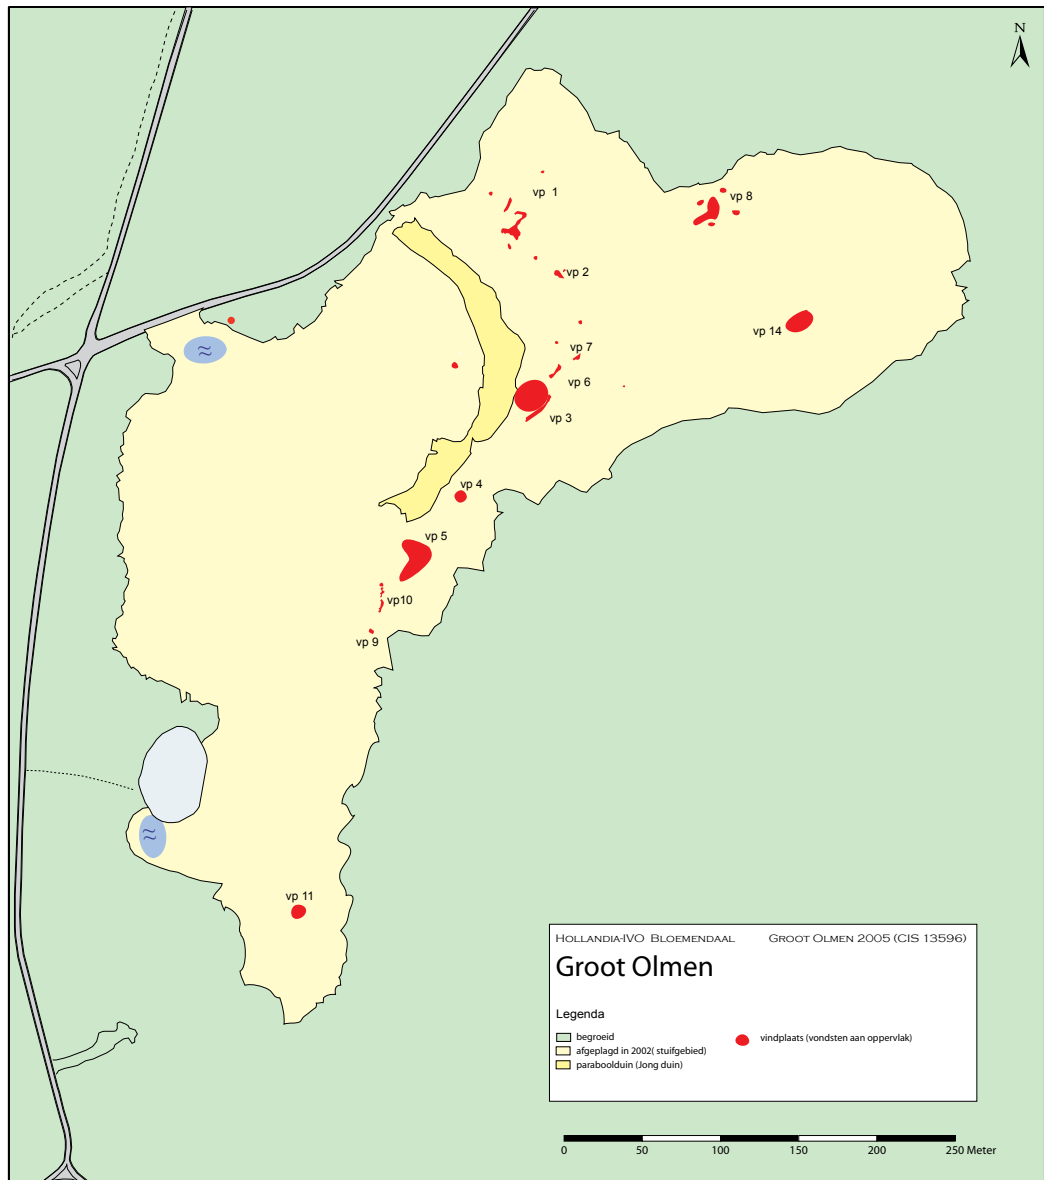 N
vp 1
vp 8
vp 2
vp 14
vp 7
vp 6
vp 3
vp 4
vp 5
vp10
vp 9
vp 11
Hollandia-IVO Bloemendaal Groot Olmen 2005 (CIS 13596)
Groot Olmen
Legenda
begroeid
vindplaats (vondsten aan oppervlak)
afgeplagd in 2002( stuifgebied)
paraboolduin (Jong duin)
0 50 100 150 200 250 Meter